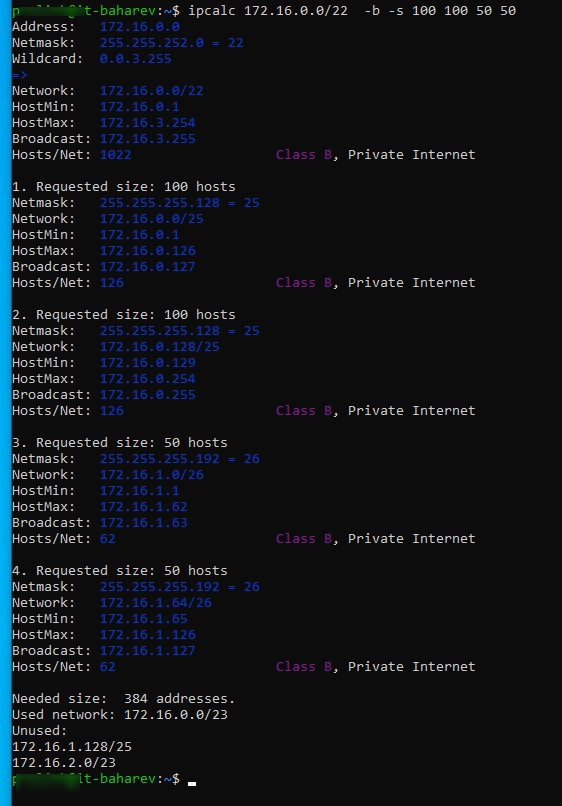 it-baharev:~$ ipcalc 172.16.0.0/22 -b -s 100 100 50 50
Address: 172.16.0.0
Netmask: 255.255.252.0 = 22
Wildcard: 0.0.3.255
=>
Network: 172.16.0.0/22
HostMin: 172.16.0.1
HostMax: 172.16.3.254
Broadcast: 172.16.3.255
Hosts/Net: 1022 Class B, Private Internet
1. Requested size: 100 hosts
Netmask: 255.255.255.128 = 25
Network: 172.16.0.0/25
HostMin: 172.16.0.1
HostMax: 172.16.0.126
Broadcast: 172.16.0.127
Hosts/Net: 126 Class B, Private Internet
2. Requested size: 100 hosts
Netmask: 255.255.255.128 = 25
Network: 172.16.0.128/25
HostMin: 172.16.0.129
HostMax: 172.16.0.254
Broadcast: 172.16.0.255
Hosts/Net: 126 Class B, Private Internet
3. Requested size: 50 hosts
Netmask: 255.255.255.192 = 26
Network: 172.16.1.0/26
HostMin: 172.16.1.1
HostMax: 172.16.1.62
Broadcast: 172.16.1.63
Hosts/Net: 62 Class B, Private Internet
4. Requested size: 50 hosts
Netmask: 255.255.255.192 = 26
Network: 172.16.1.64/26
HostMin: 172.16.1.65
HostMax: 172.16.1.126
Broadcast: 172.16.1.127
Hosts/Net: 62 Class B, Private Internet
Needed size: 384 addresses.
Used network: 172.16.0.0/23
Unused:
172.16.1.128/25
172.16.2.0/23
it-baharev:~$